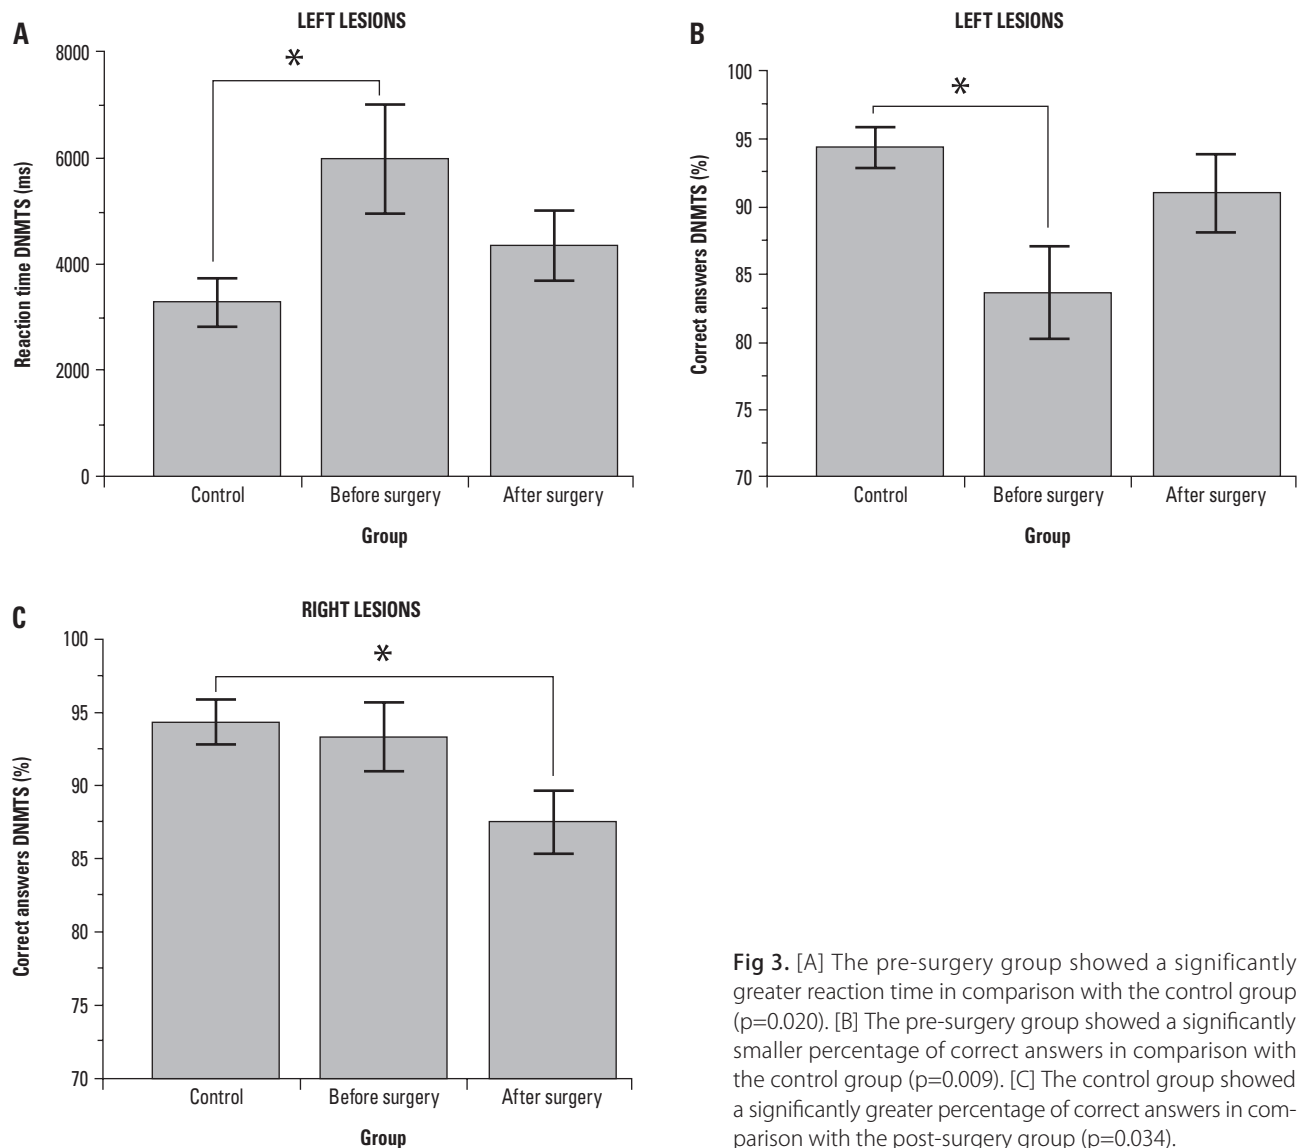 A
LEFT LESIONS
*
8000
6000
4000
2000
0
Reaction time DNMTS (ms)
Control
Before surgery
After surgery
Group
B
LEFT LESIONS
*
100
95
90
85
80
75
70
Correct answers DNMTS (%)
Control
Before surgery
After surgery
Group
C
RIGHT LESIONS
*
100
95
90
85
80
75
70
Correct answers DNMTS (%)
Control
Before surgery
After surgery
Group
Fig 3. [A] The pre-surgery group showed a significantly
greater reaction time in comparison with the control group
(p=0.020). [B] The pre-surgery group showed a significantly
smaller percentage of correct answers in comparison with
the control group (p=0.009). [C] The control group showed
a significantly greater percentage of correct answers in com-
parison with the post-surgery group (p=0.034).